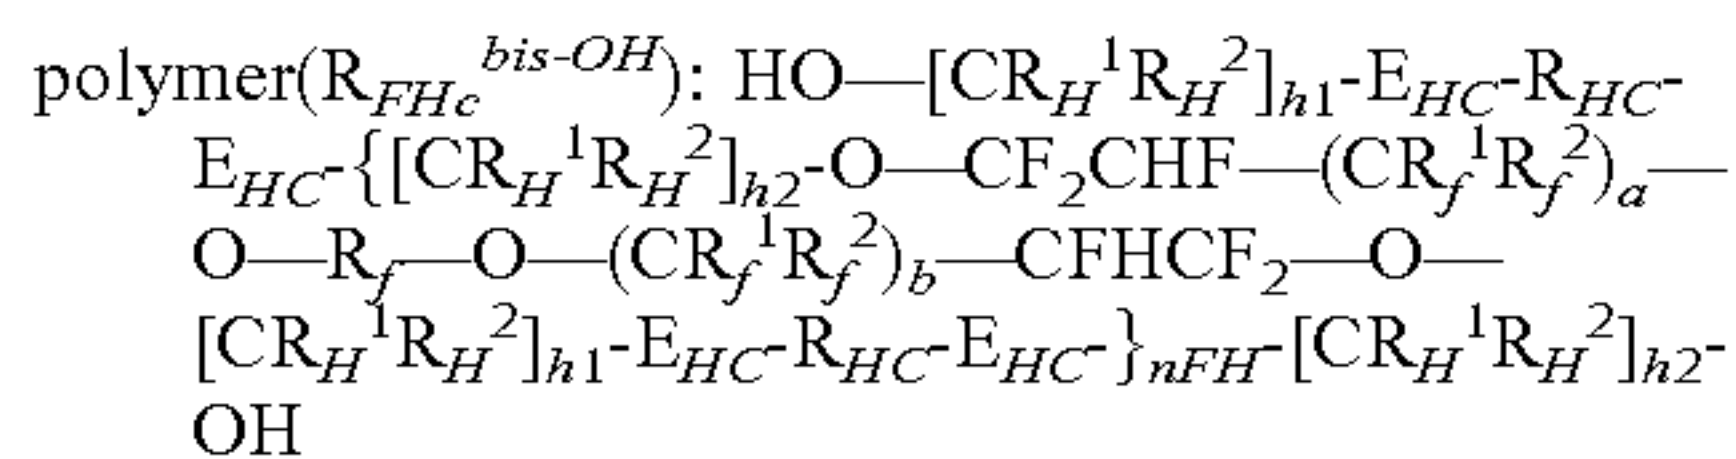 polymer(R_{FHc}^{bis-OH}): HO—[CR_H^1R_H^2]_{h1}-E_{HC}-R_{HC}-
E_{HC}-{[CR_H^1R_H^2]_{h2}-O—CF_2CHF—(CR_f^1R_f^2)_a—
O—R_f—O—(CR_f^1R_f^2)_b—CFHCF_2—O—
[CR_H^1R_H^2]_{h1}-E_{HC}-R_{HC}-E_{HC}-}_{nFH}-[CR_H^1R_H^2]_{h2}-
OH